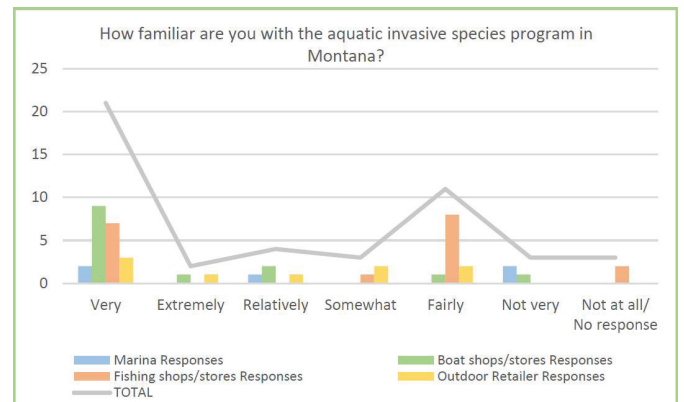 How familiar are you with the aquatic invasive species program in
Montana?
25
20
15
10
5
0
Very Extremely Relatively Somewhat Fairly Not very Not at all/
No response
Marina Responses Boat shops/stores Responses
Fishing shops/stores Responses Outdoor Retailer Responses
TOTAL